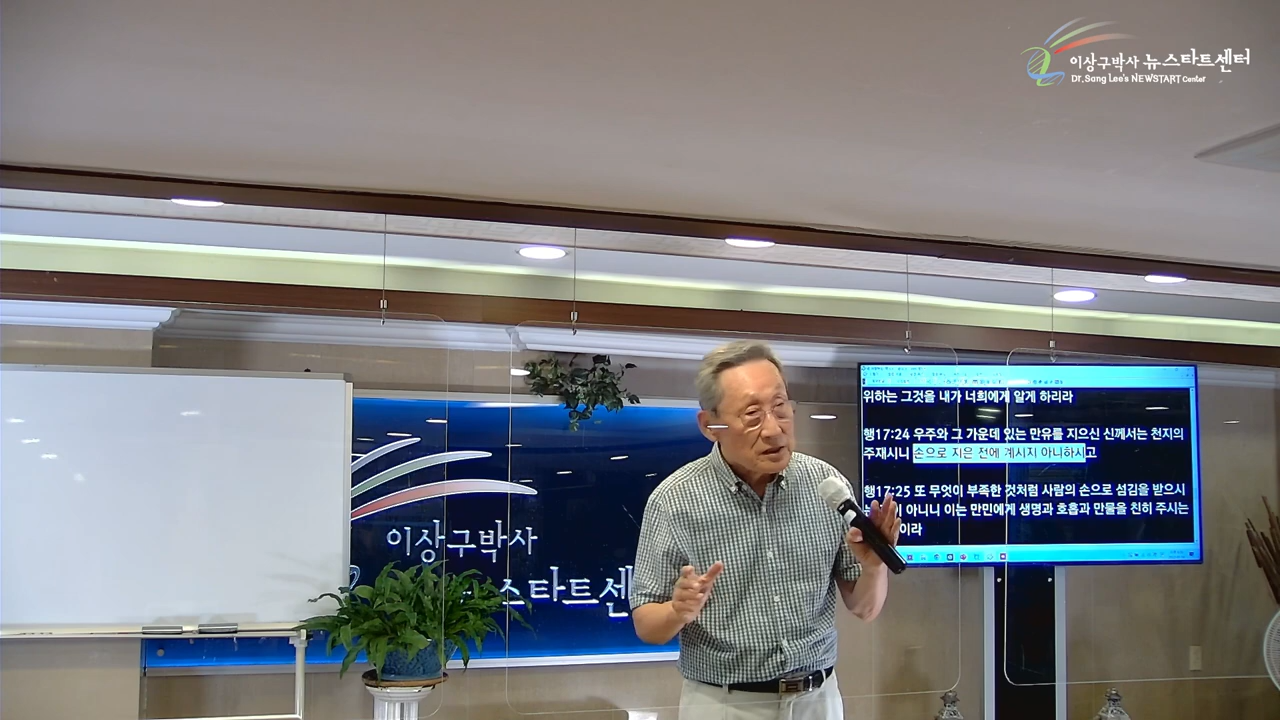 이상구박사 뉴스타트센터
Dr. Sang Lee's NEWSTART Center
위하는 그것을 내가 너희에게 알게 하리라
행17:24 우주와 그 가운데 있는 만유를 지으신 신께서는 천지의
주재시니 손으로 지은 전에 계시지 아니하시고
행17:25 또 무엇이 부족한 것처럼 사람의 손으로 섬김을 받으시
아니니 이는 만민에게 생명과 호흡과 만물을 친히 주시는
이라
이상구박사
스타트센